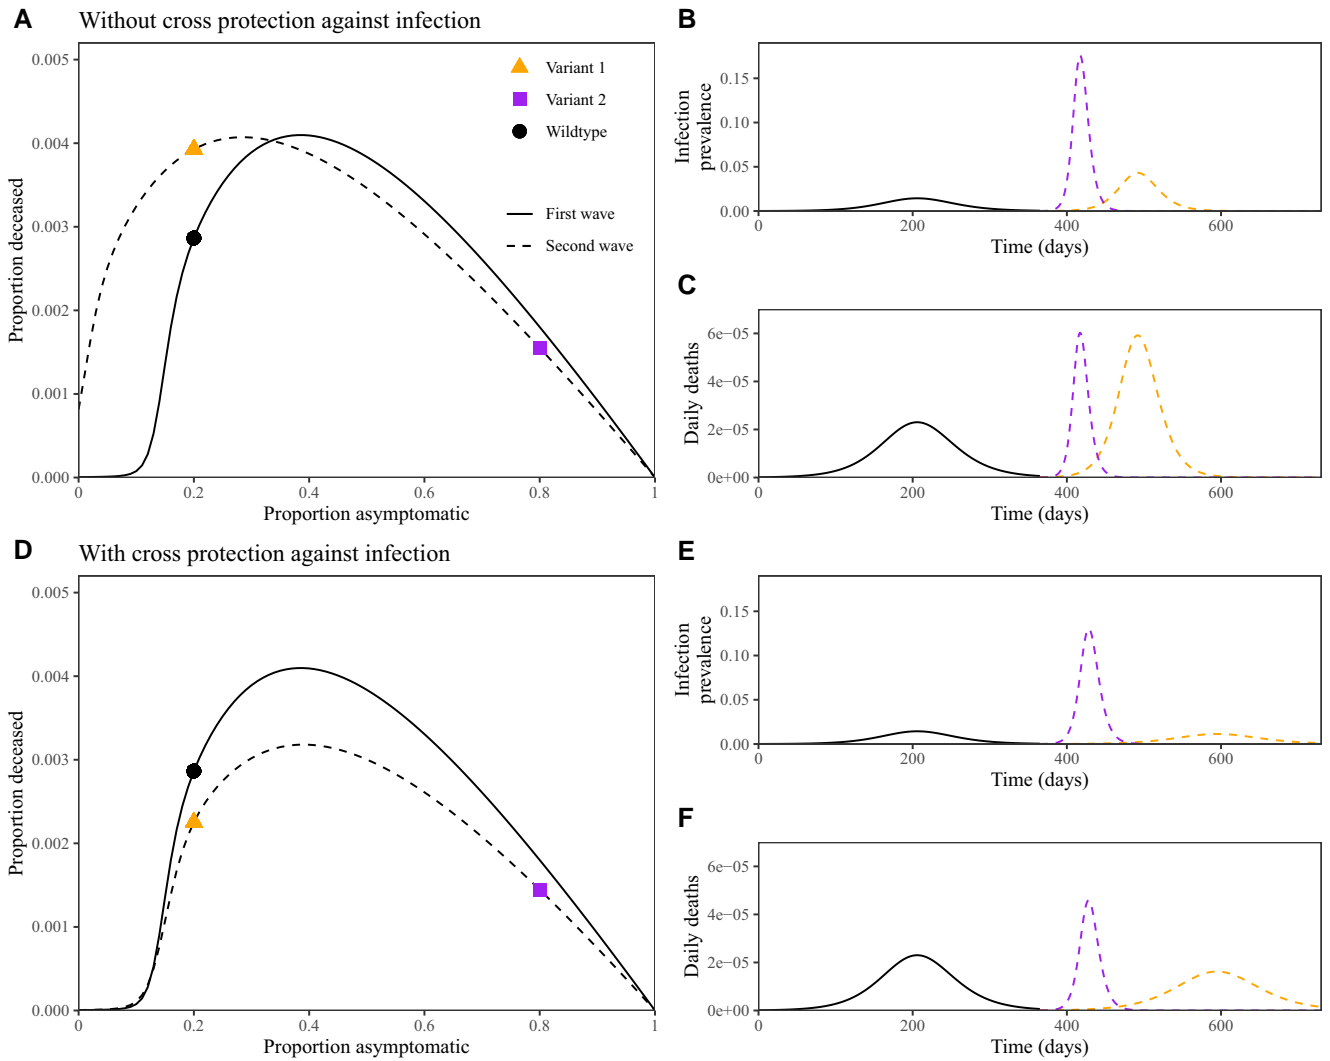 A
Without cross protection against infection
0.005
0.004
0.003
0.002
0.001
0.000
Proportion deceased
Variant 1
Variant 2
Wildtype
First wave
Second wave
0
0.2
0.4
0.6
0.8
1
Proportion asymptomatic
B
0.15
0.10
0.05
0.00
Infection
prevalence
0
200
400
600
Time (days)
C
6e−05
4e−05
2e−05
0e+00
Daily deaths
0
200
400
600
Time (days)
D
With cross protection against infection
0.005
0.004
0.003
0.002
0.001
0.000
Proportion deceased
0
0.2
0.4
0.6
0.8
1
Proportion asymptomatic
E
0.15
0.10
0.05
0.00
Infection
prevalence
0
200
400
600
Time (days)
F
6e−05
4e−05
2e−05
0e+00
Daily deaths
0
200
400
600
Time (days)